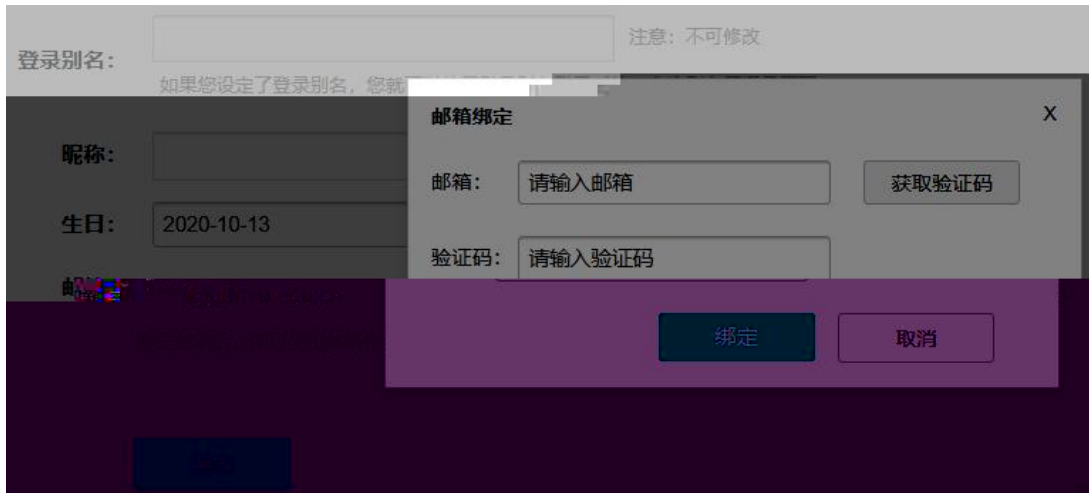 登录别名：
注意：不可修改
如果您设定了登录别名，您就
昵称：
生日：
2020-10-13
邮箱绑定
X
邮箱：
请输入邮箱
获取验证码
验证码：
请输入验证码
绑定
取消